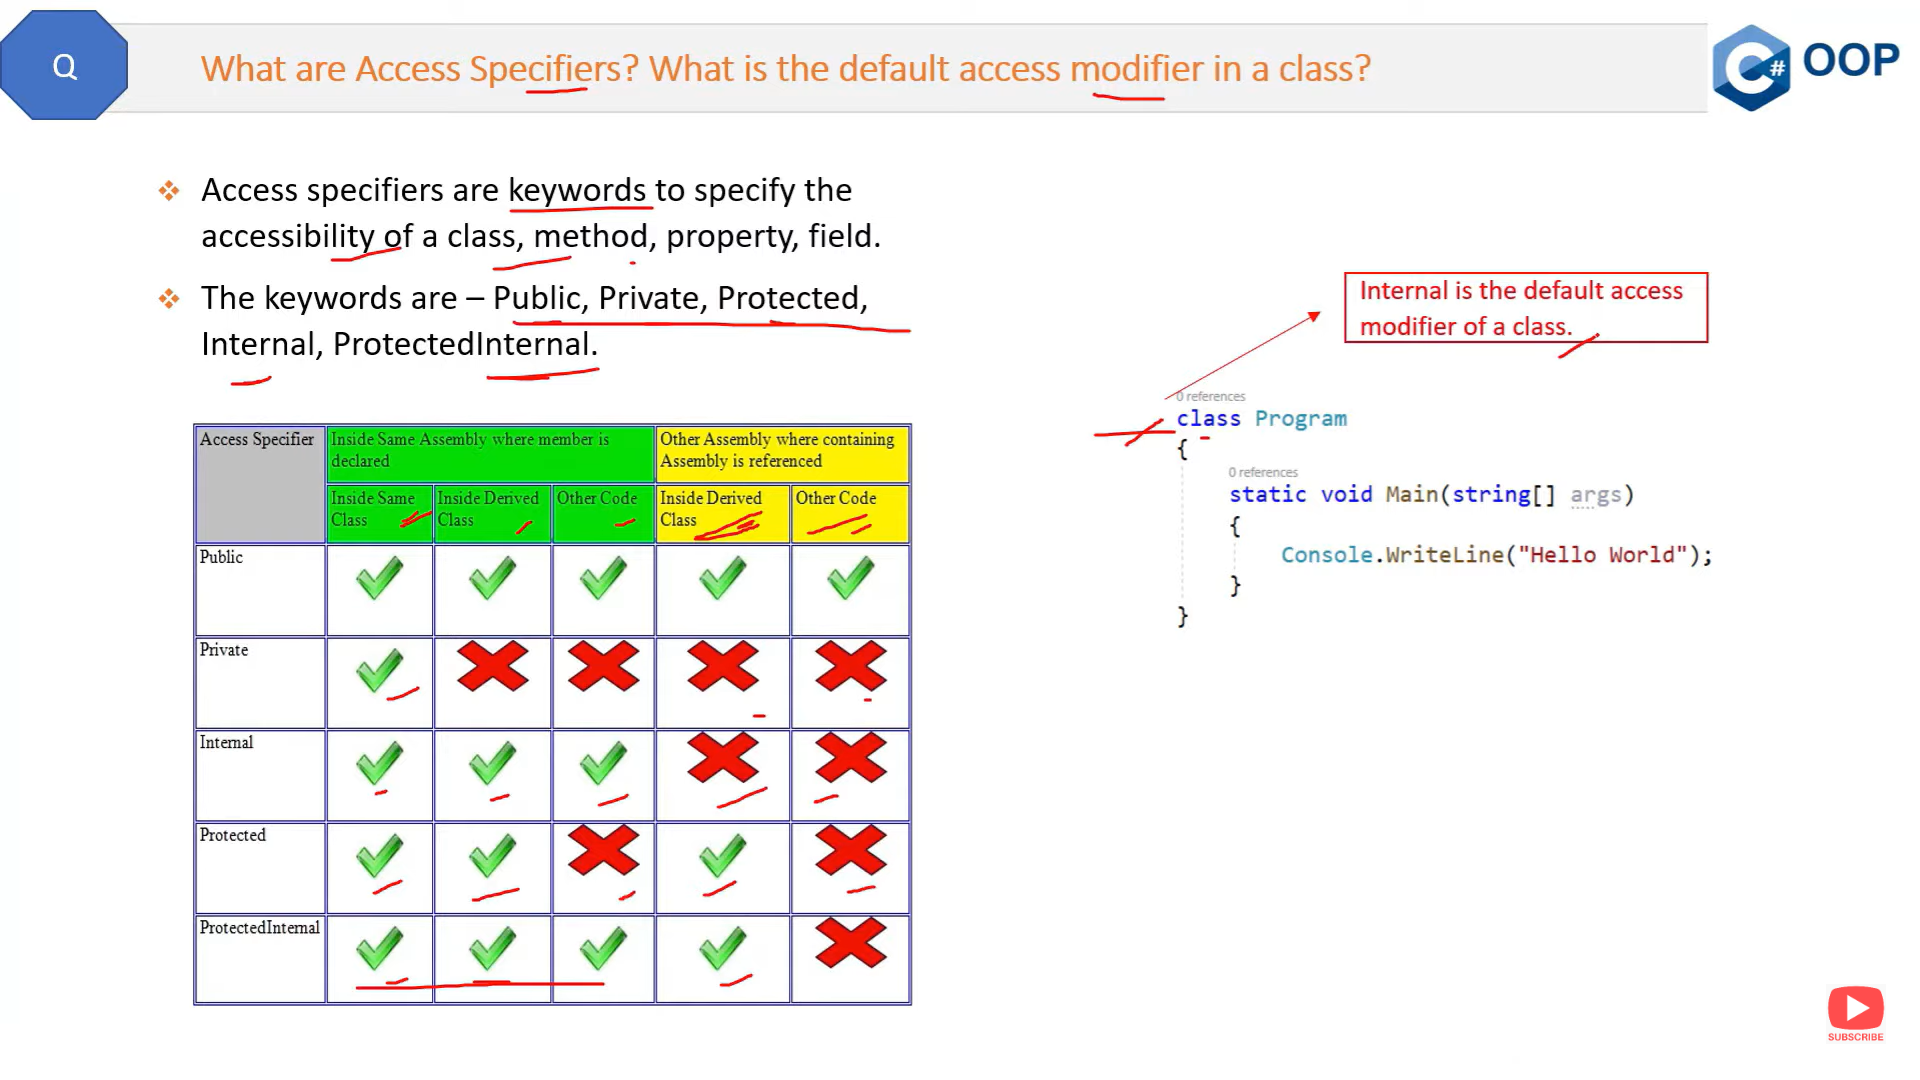 Q
What are Access Specifiers? What is the default access modifier in a class?
C#
OOP
Access specifiers are keywords to specify the
accessibility of a class, method, property, field.
The keywords are – Public, Private, Protected,
Internal, ProtectedInternal.
Internal is the default access
modifier of a class.
0 references
class Program
{
0 references
static void Main(string[] args)
{
Console.WriteLine("Hello World");
}
}
Access Specifier
Inside Same Assembly where member is
declared
Other Assembly where containing
Assembly is referenced
Inside Same
Class
Inside Derived
Class
Other Code
Inside Derived
Class
Other Code
Public
Private
Internal
Protected
ProtectedInternal
SUBSCRIBE